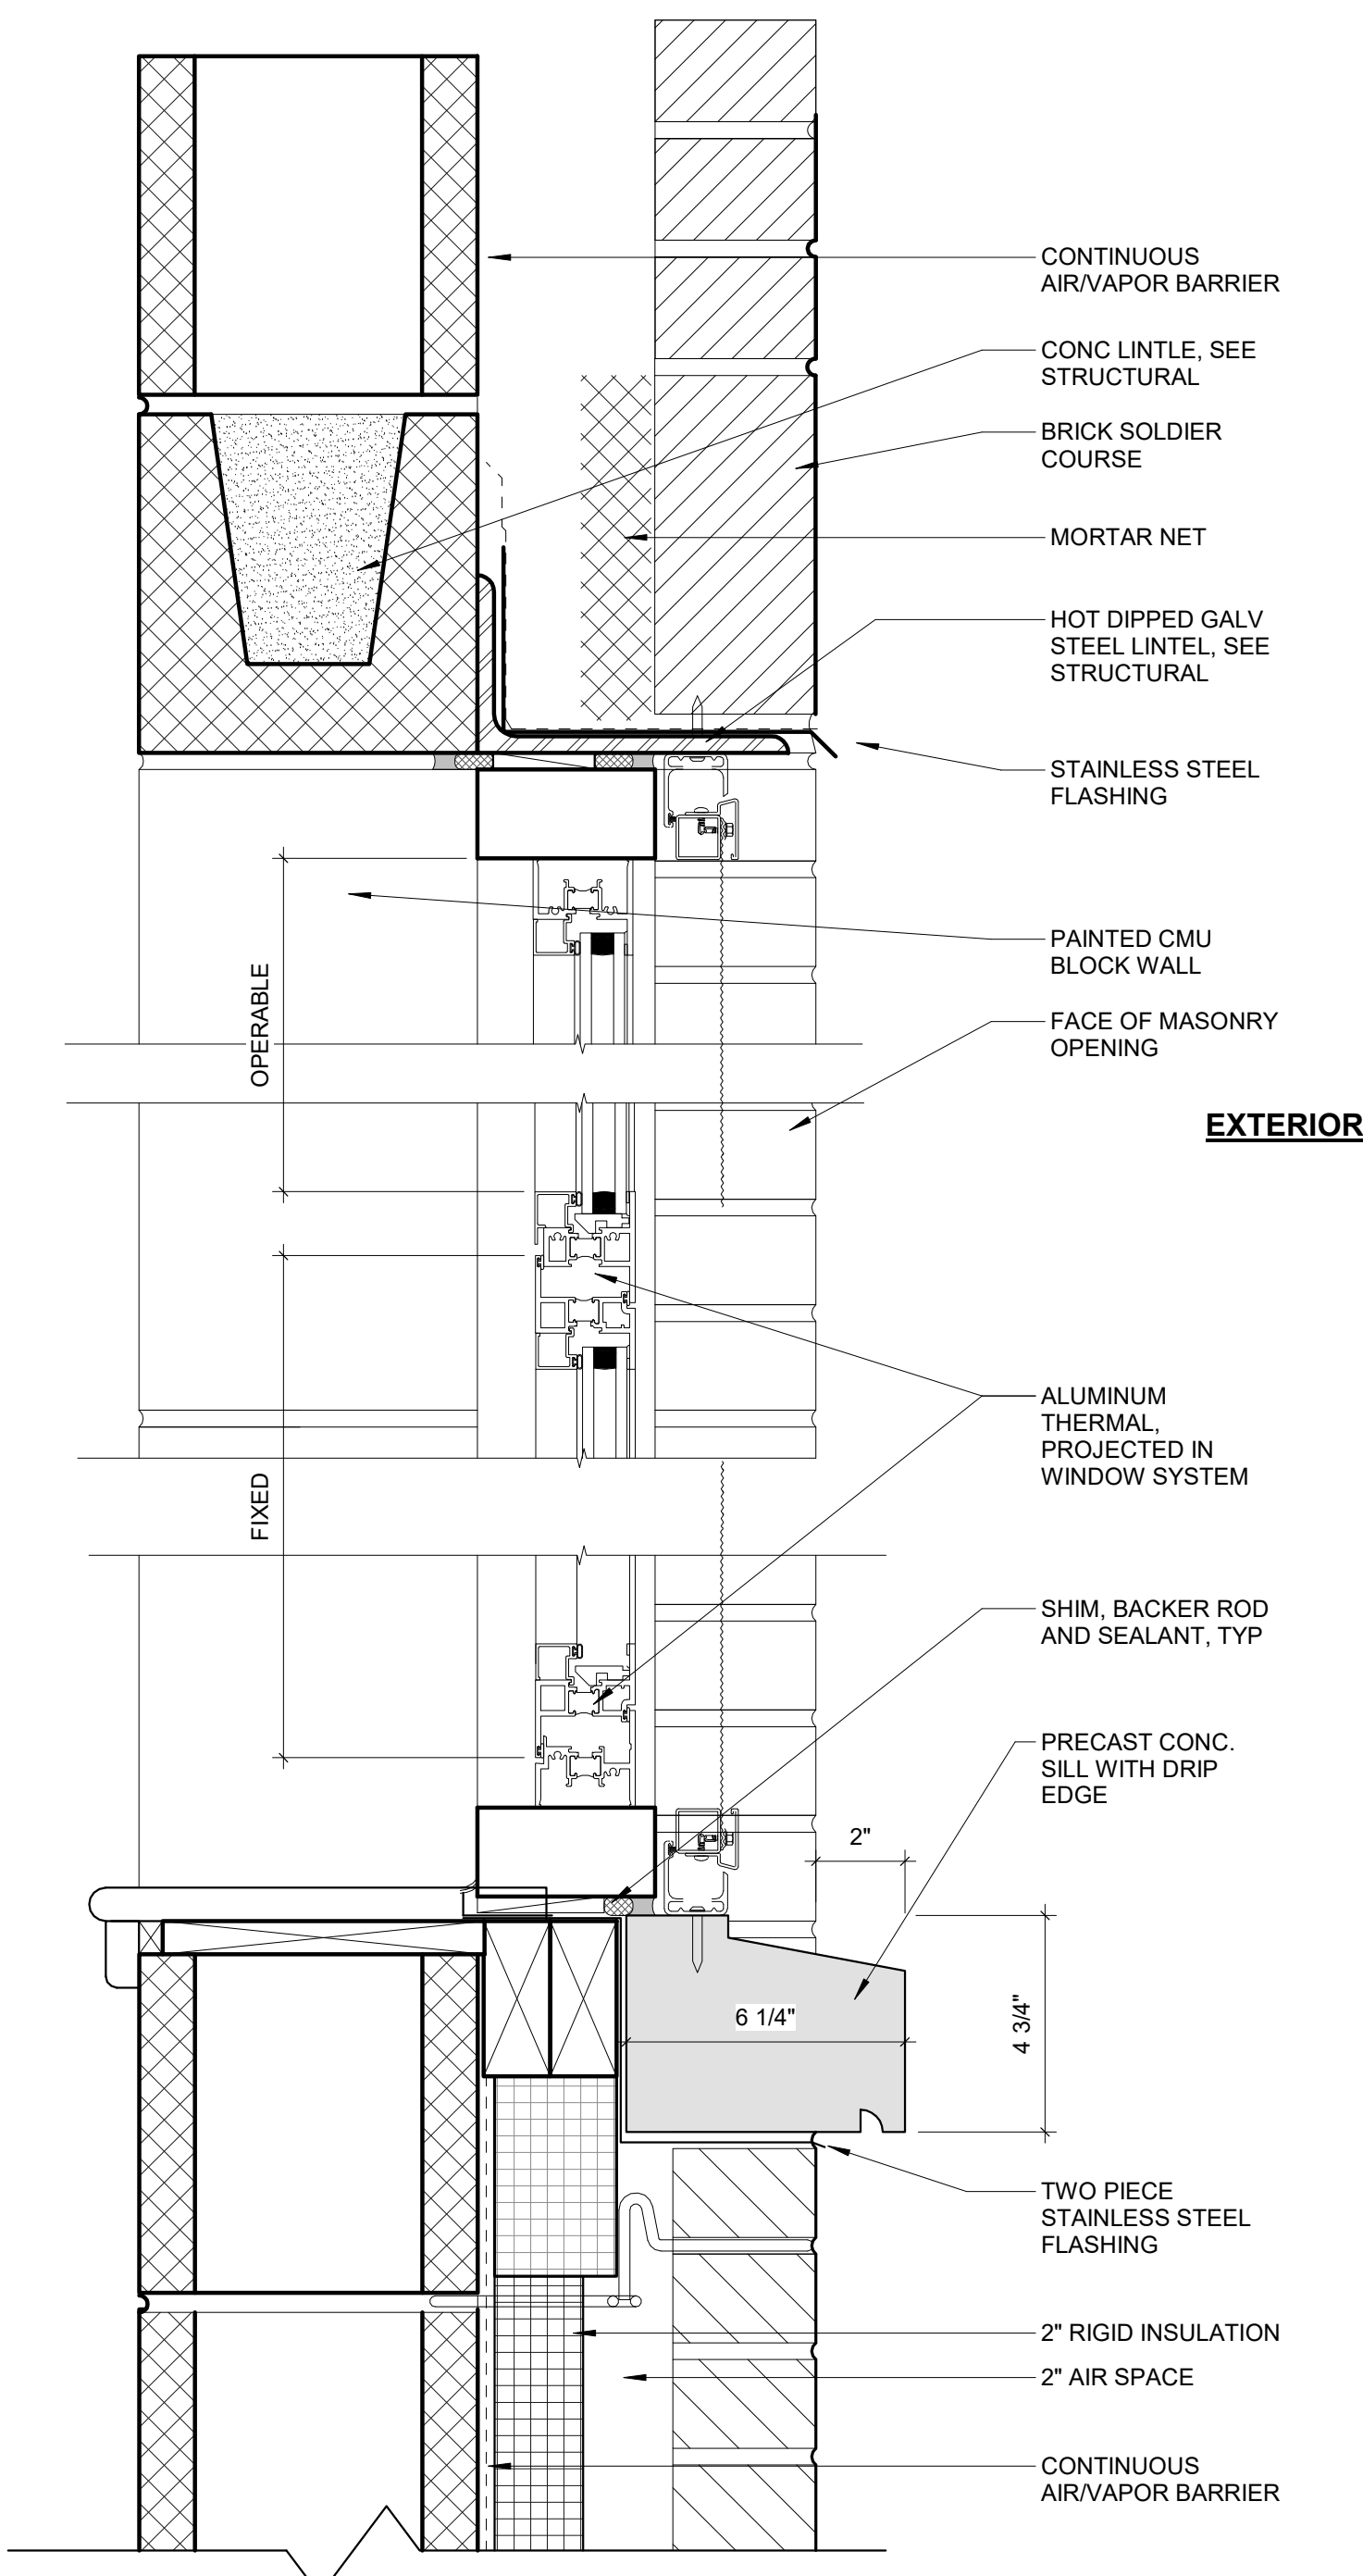 CONTINUOUS
AIR/VAPOR BARRIER
CONC LINTLE, SEE
STRUCTURAL
BRICK SOLDIER
COURSE
MORTAR NET
HOT DIPPED GALV
STEEL LINTEL, SEE
STRUCTURAL
STAINLESS STEEL
FLASHING
PAINTED CMU
BLOCK WALL
OPERABLE
FACE OF MASONRY
OPENING
EXTERIOR
ALUMINUM
THERMAL,
PROJECTED IN
WINDOW SYSTEM
FIXED
SHIM, BACKER ROD
AND SEALANT, TYP
PRECAST CONC.
SILL WITH DRIP
EDGE
2"
6 1/4"
4 3/4"
TWO PIECE
STAINLESS STEEL
FLASHING
2" RIGID INSULATION
2" AIR SPACE
CONTINUOUS
AIR/VAPOR BARRIER